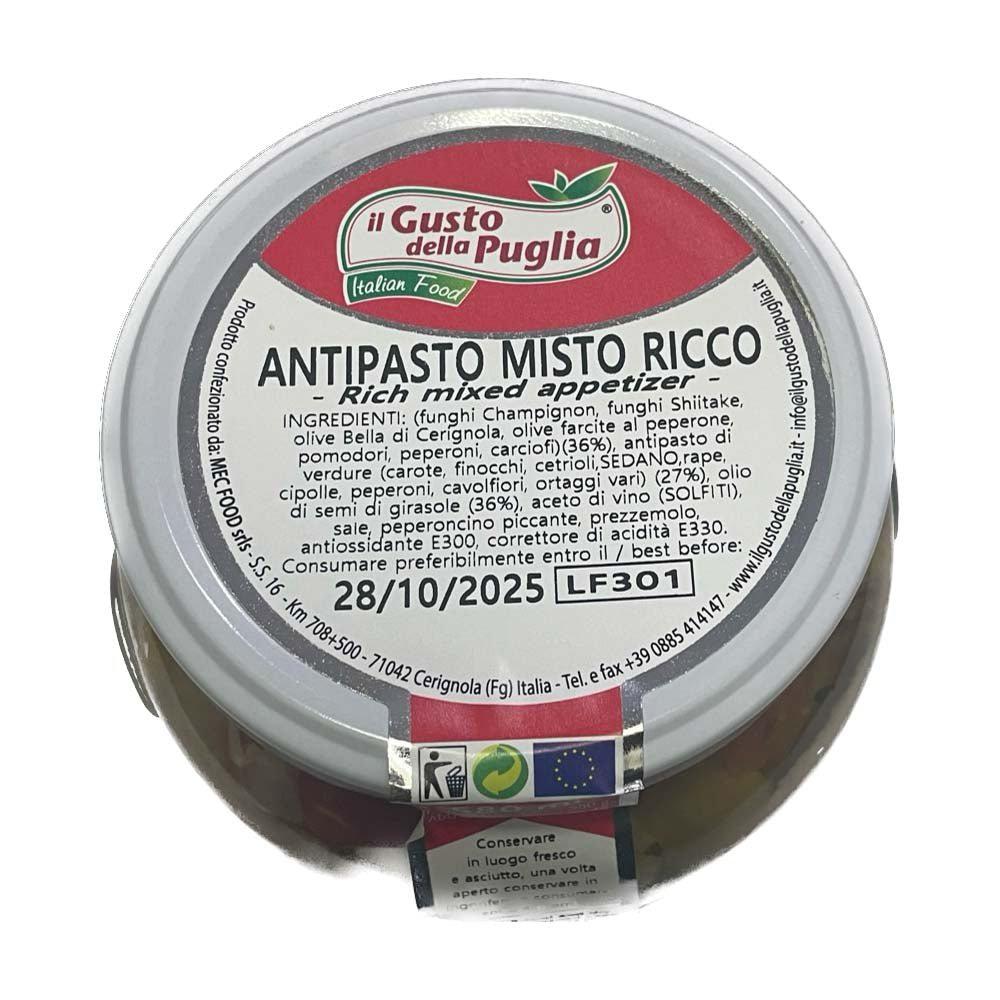 il Gusto
della Puglia®
Italian Food
ANTIPASTO MISTO RICCO
- Rich mixed appetizer -
INGREDIENTI: (funghi Champignon, funghi Shiitake,
olive Bella di Cerignola, olive farcite al peperone,
pomodori, peperoni, carciofi)(36%), antipasto di
verdure (carote, finocchi, cetrioli,SEDANO,rape,
cipolle, peperoni, cavolfiori, ortaggi vari) (27%), olio
di semi di girasole (36%), aceto di vino (SOLFITI),
sale, peperoncino piccante, prezzemolo,
antiossidante E300, correttore di acidità E330.
Consumare preferibilmente entro il / best before:
28/10/2025 LF301
Prodotto confezionato da: MEC FOOD srls - S.S. 16 - Km 708+500 - 71042 Cerignola (Fg) Italia - Tel. e fax +39 0885 414147 - www.ilgustodellapuglia.it - info@ilgustodellapuglia.it
580 ml
Conservare
in luogo fresco
e asciutto, una volta
aperto conservare in